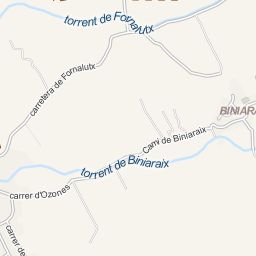 torrent de Fornalutx
carretera de Fornalutx
BINIARA
Camí de Biniaraix
torrent de Biniaraix
carrer d'Ozones
carrer de